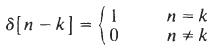 δ[n − k] = { 1 n = k
0 n ≠ k